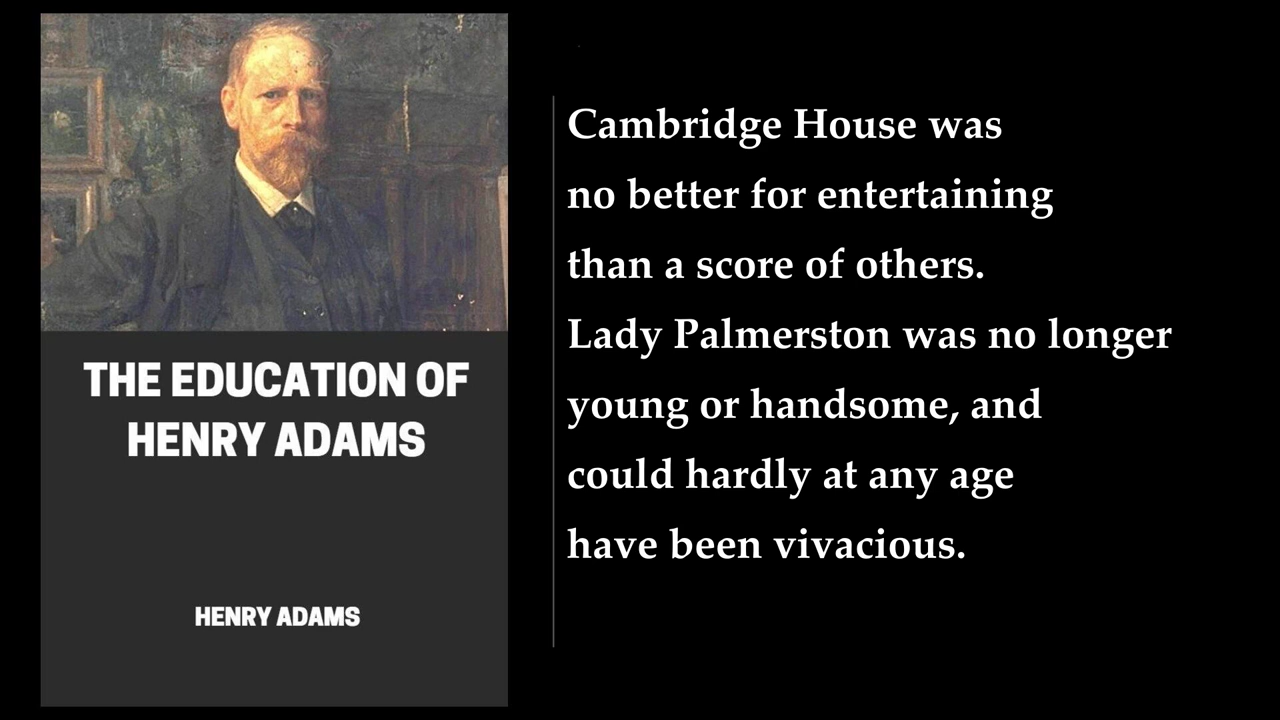 THE EDUCATION OF
HENRY ADAMS
HENRY ADAMS
Cambridge House was
no better for entertaining
than a score of others.
Lady Palmerston was no longer
young or handsome, and
could hardly at any age
have been vivacious.